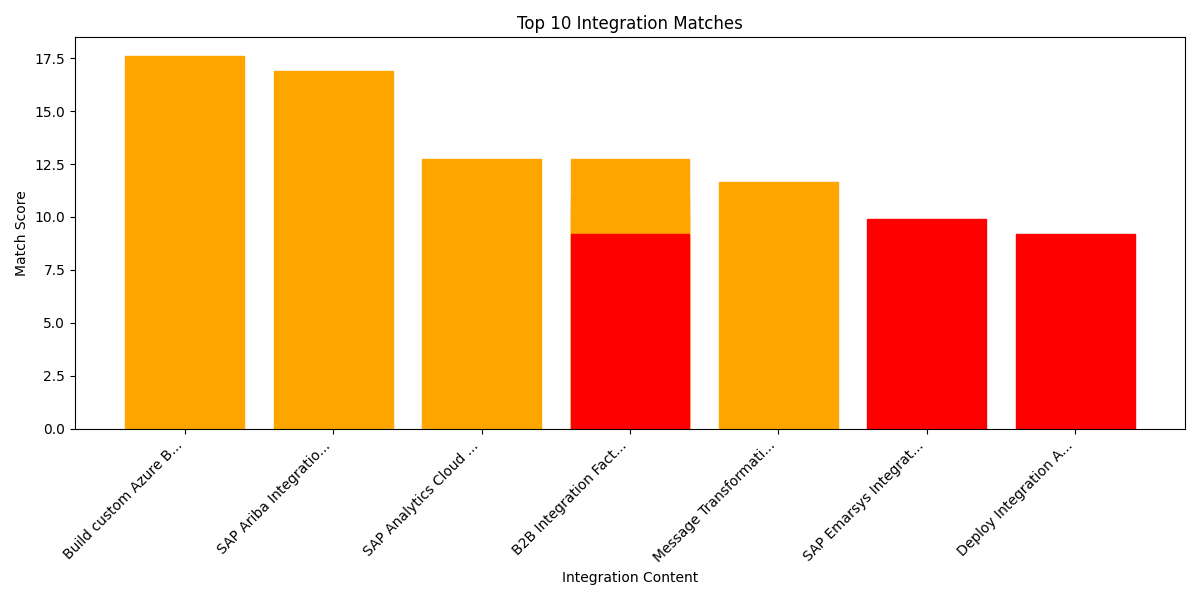 Top 10 Integration Matches
Match Score
17.5
15.0
12.5
10.0
7.5
5.0
2.5
0.0
Build custom Azure B...
SAP Ariba Integratio...
SAP Analytics Cloud ...
B2B Integration Fact...
Message Transformati...
SAP Emarsys Integrat...
Deploy Integration A...
Integration Content